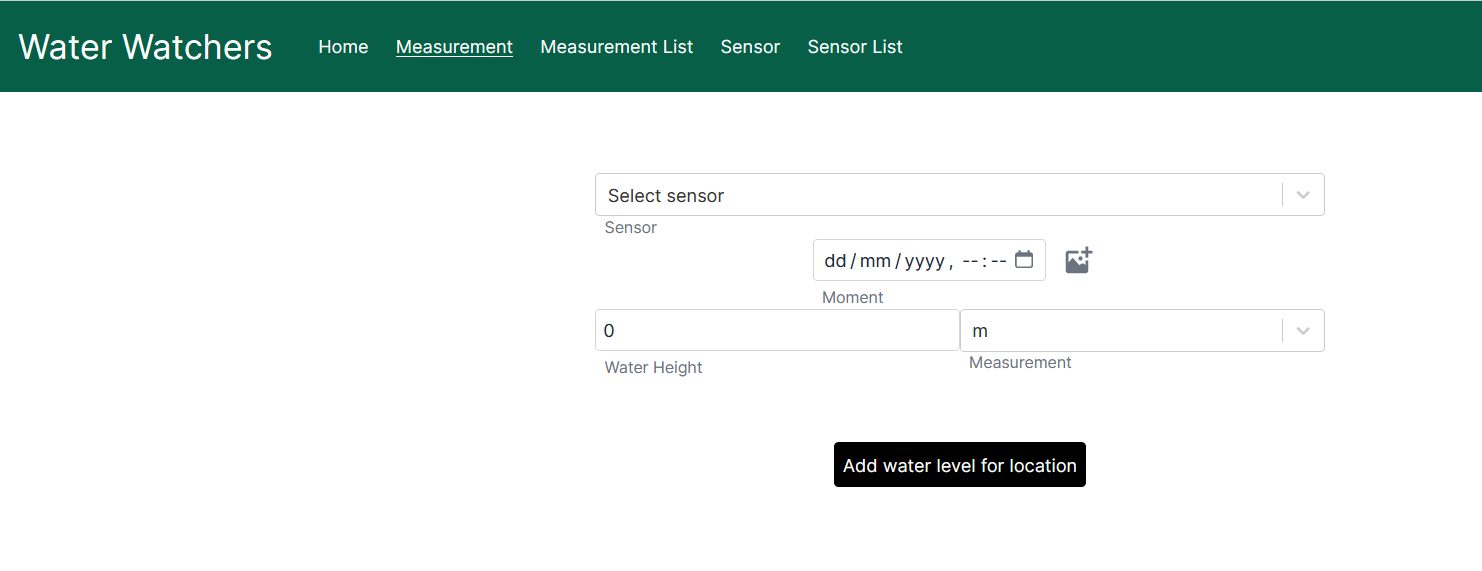 Water Watchers Home Measurement Measurement List Sensor Sensor List
Select sensor
Sensor
dd/mm/yyyy, --:--
Moment
0 m
Water Height Measurement
Add water level for location